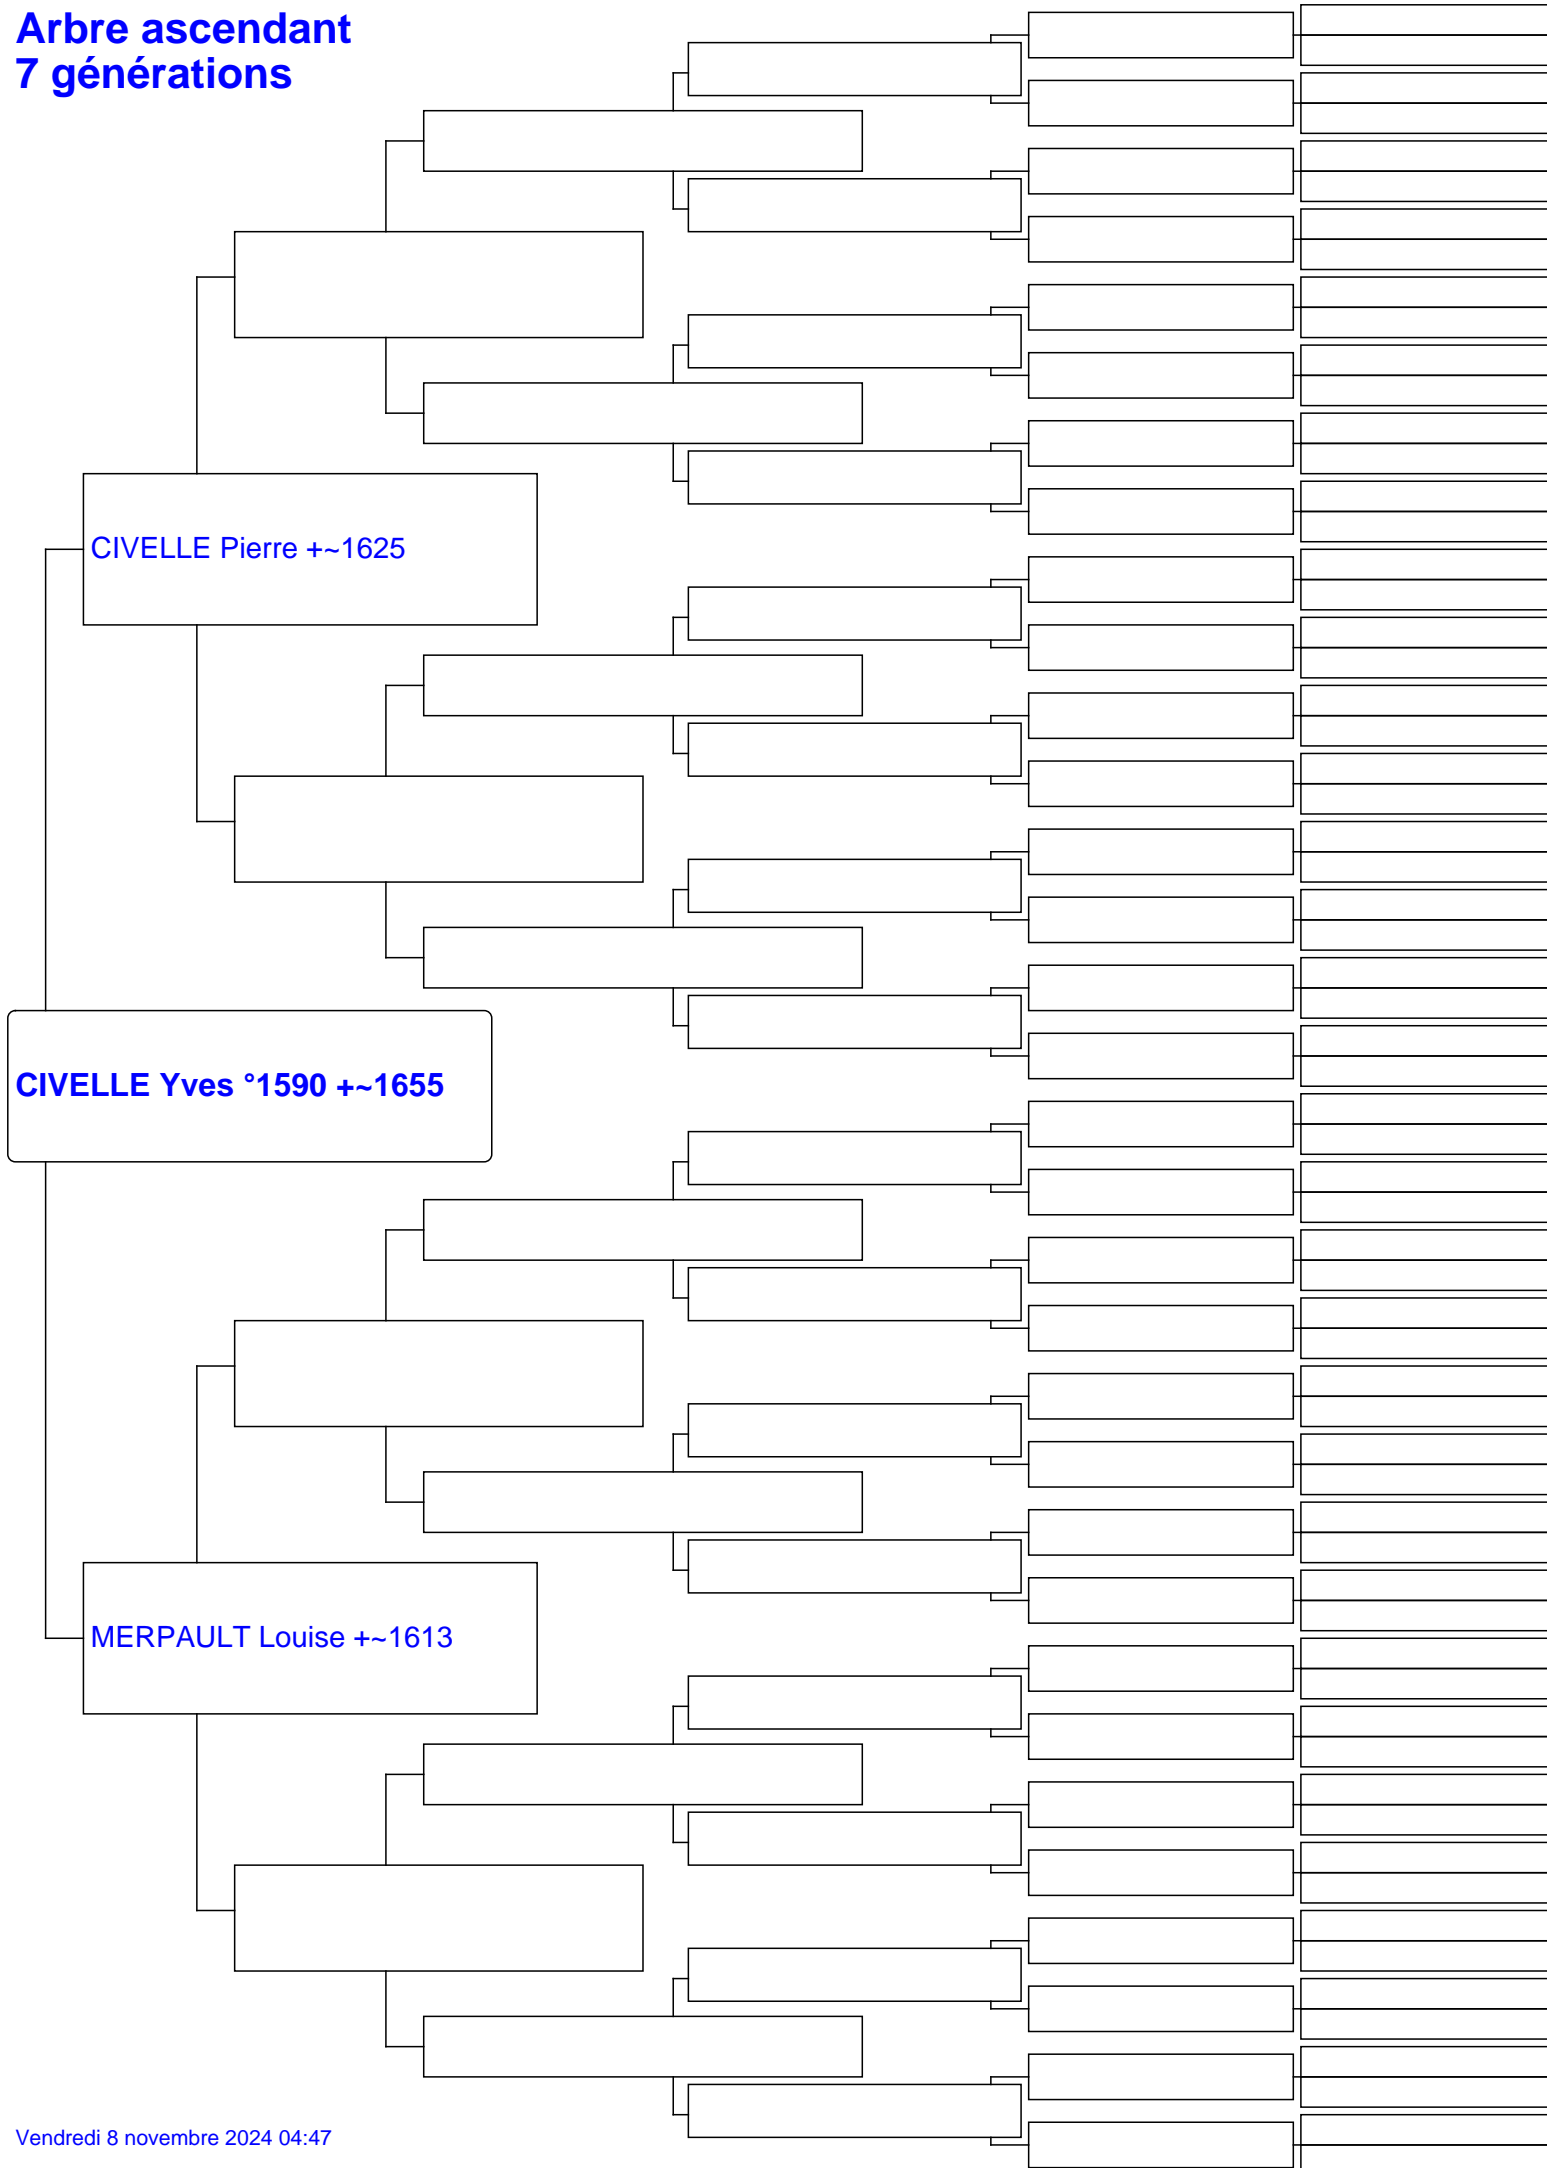 Arbre ascendant
7 générations
CIVELLE Pierre +~1625
CIVELLE Yves °1590 +~1655
MERPAULT Louise +~1613
Vendredi 8 novembre 2024 04:47